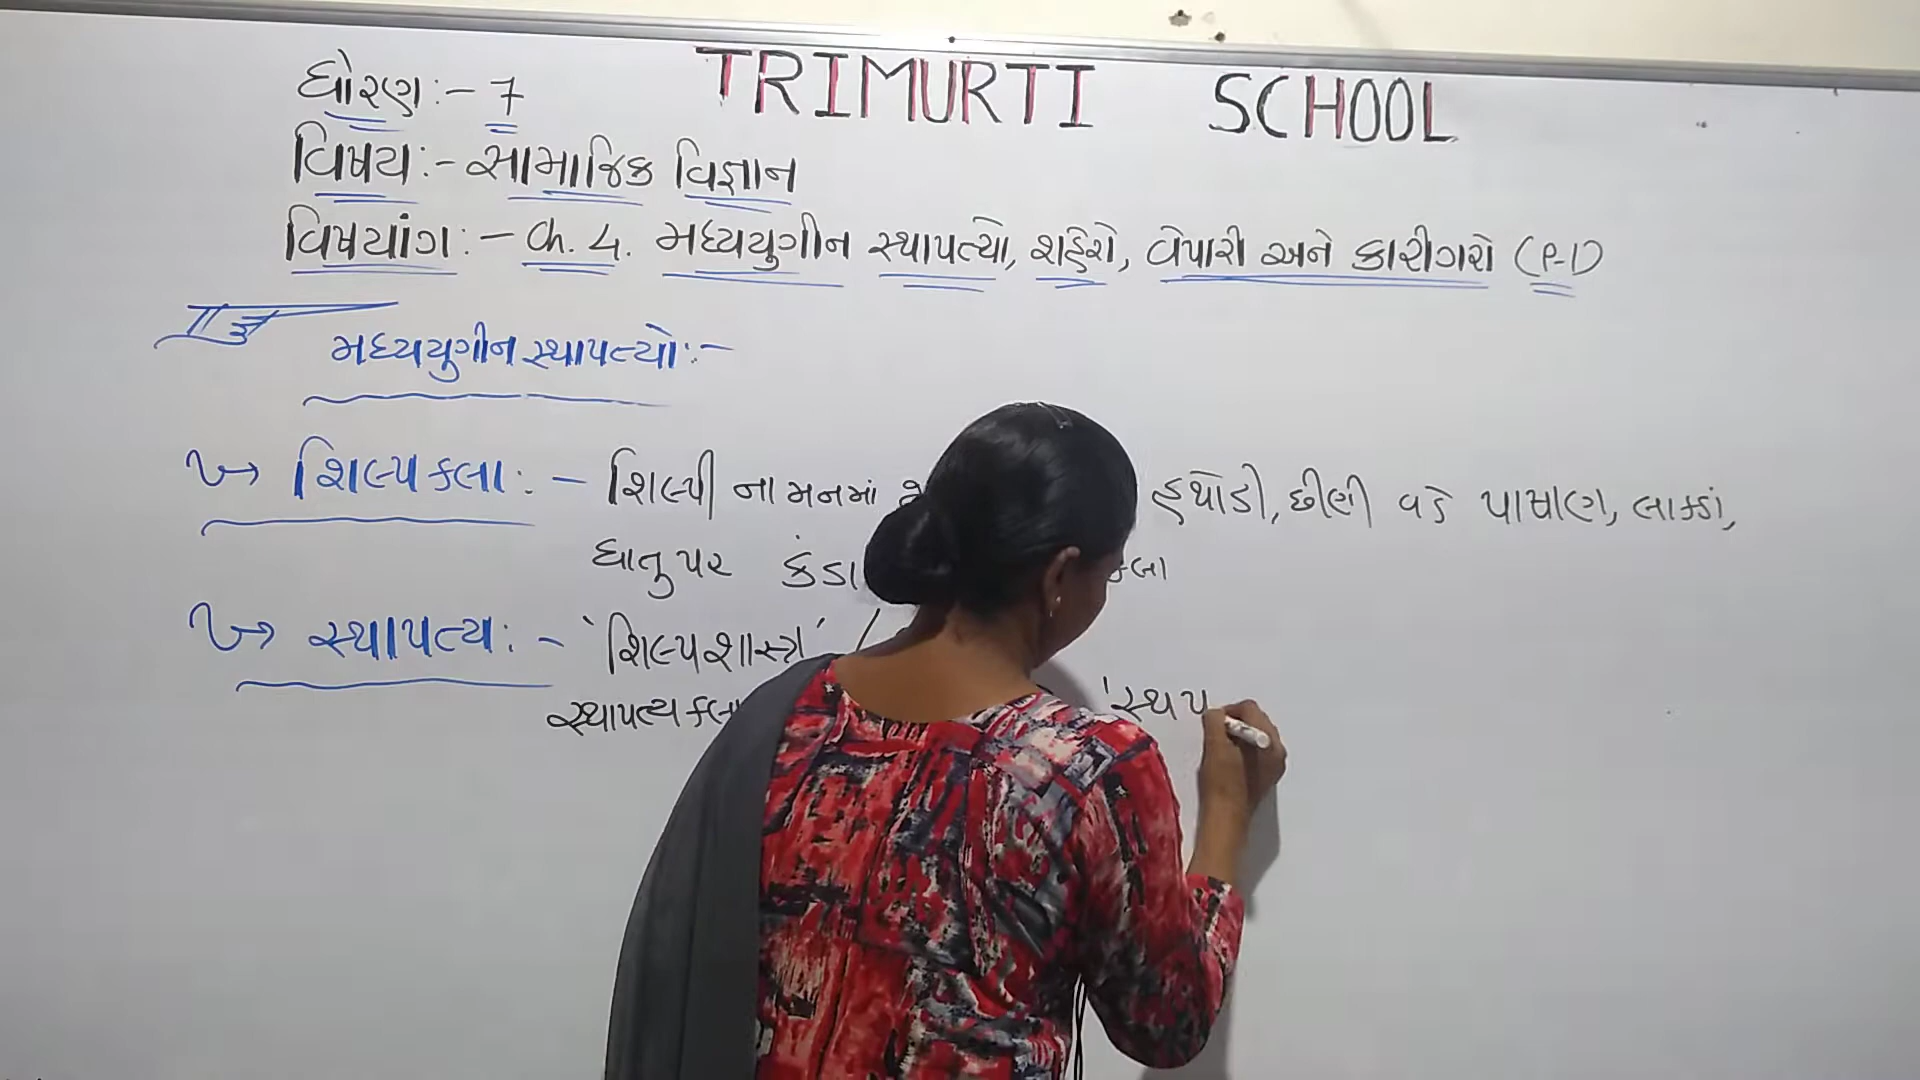 TRIMURTI SCHOOL
ધોરણ:- 7
વિષય:- સામાજિક વિજ્ઞાન
વિષયાંગ:- Ch. 4. મધ્યયુગીન સ્થાપત્યો, શહેરો, વેપારી અને કારીગરો (P-1)
મધ્યયુગીન સ્થાપત્યો:-
શિલ્પકલા:- શિલ્પી ના મનમાં હથોડી, છીણી વડે પાષાણ, લાકડાં,
ધાતુ પર કંડા કલા
સ્થાપત્ય:- 'શિલ્પશાસ્ત્ર' /
સ્થાપત્ય કલા 'સ્થપ